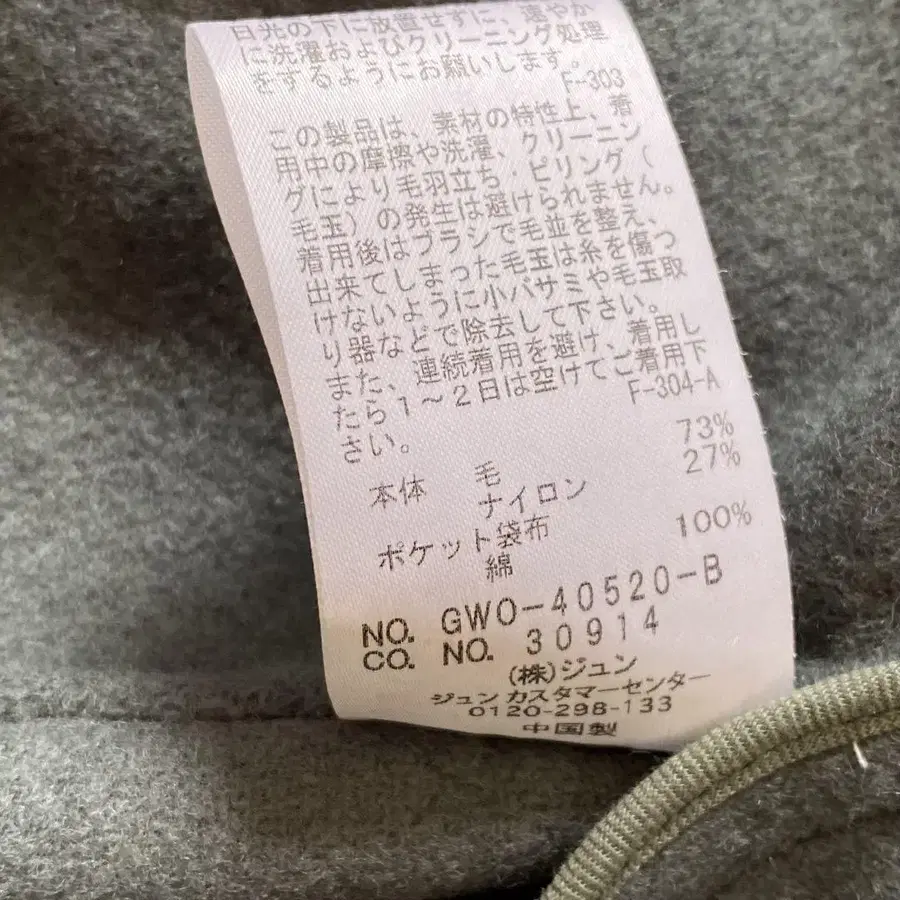 日光の下に放置せずに、速やか
に洗濯およびクリーニング処理
をするようにお願いします。
F-303
この製品は、素材の特性上、着
用中の摩擦や洗濯、クリーニン
グにより毛羽立ち・ピリング(
毛玉)の発生は避けられません。
着用後はブラシで毛並を整え、
出来てしまった毛玉は糸を傷つ
けないように小バサミや毛玉取
り器などで除去して下さい。
また、連続着用を避け、着用し
たら1〜2日は空けてご着用下
さい。
F-304-A
本体 毛 73%
ナイロン 27%
ポケット袋布
綿 100%
NO. GWO-40520-B
CO. NO. 30914
(株)ジュン
ジュン カスタマーセンター
0120-298-133
中国製